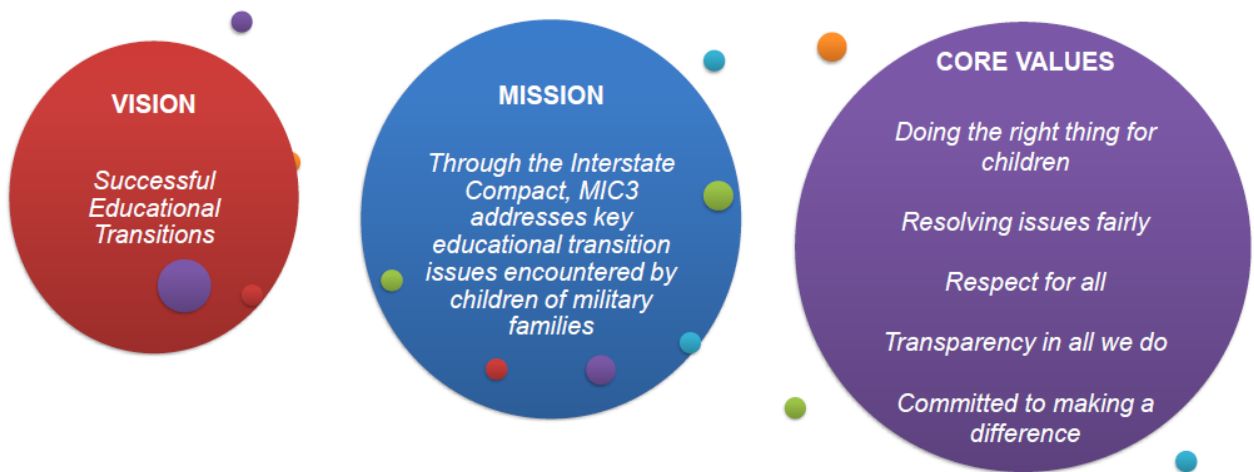 VISION
Successful
Educational
Transitions
MISSION
Through the Interstate
Compact, MIC3
addresses key
educational transition
issues encountered by
children of military
families
CORE VALUES
Doing the right thing for
children
Resolving issues fairly
Respect for all
Transparency in all we do
Committed to making a
difference